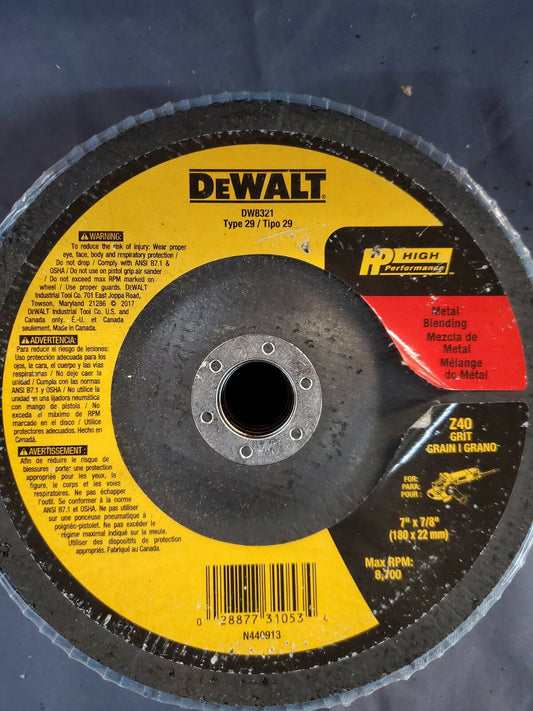 DEWALT
DW8321
Type 29 / Tipo 29
WARNING:
To reduce the risk of injury: Wear proper
eye, face, body and respiratory protection /
Do not drop / Comply with ANSI B7.1 &
OSHA / Do not use on pistol grip air sander
/ Do not exceed max RPM marked on
wheel / Use proper guards. DEWALT
Industrial Tool Co. 701 East Joppa Road,
Towson, Maryland 21286 © 2017
DEWALT Industrial Tool Co. U.S. and
Canada only. É.-U. et Canada
seulement. Made in Canada.
ADVERTENCIA:
Para reducir el riesgo de lesiones:
Uso protección adecuada para los
ojos, la cara, el cuerpo y las vías
respiratorias / No deje caer la
unidad / Cumpla con las normas
ANSI B7.1 y OSHA / No utilice la
unidad en una lijadora neumática
con mango de pistola / No
exceda el máximo de RPM
marcado en el disco / Utilice
protectores adecuados. Hecho en
Canadá.
AVERTISSEMENT:
Afin de réduire le risque de
blessures : porter une protection
appropriée pour les yeux, la
figure, le corps et les voies
respiratoires. Ne pas échapper
l'outil. Se conformer à la norme
ANSI B7.1 et OSHA. Ne pas utiliser
sur une ponceuse pneumatique à
poignée-pistolet. Ne pas excéder le
régime maximal indiqué sur la meule.
Utiliser des dispositifs de protection
appropriés. Fabriqué au Canada.
HP HIGH
Performance™
Metal
Blending
Mezcla de
Metal
Mélange
de Métal
Z40
GRIT
GRAIN | GRANO
FOR:
PARA:
POUR:
7" x 7/8"
(180 x 22 mm)
Max RPM:
8,700
0 28877 31053 4
N440913